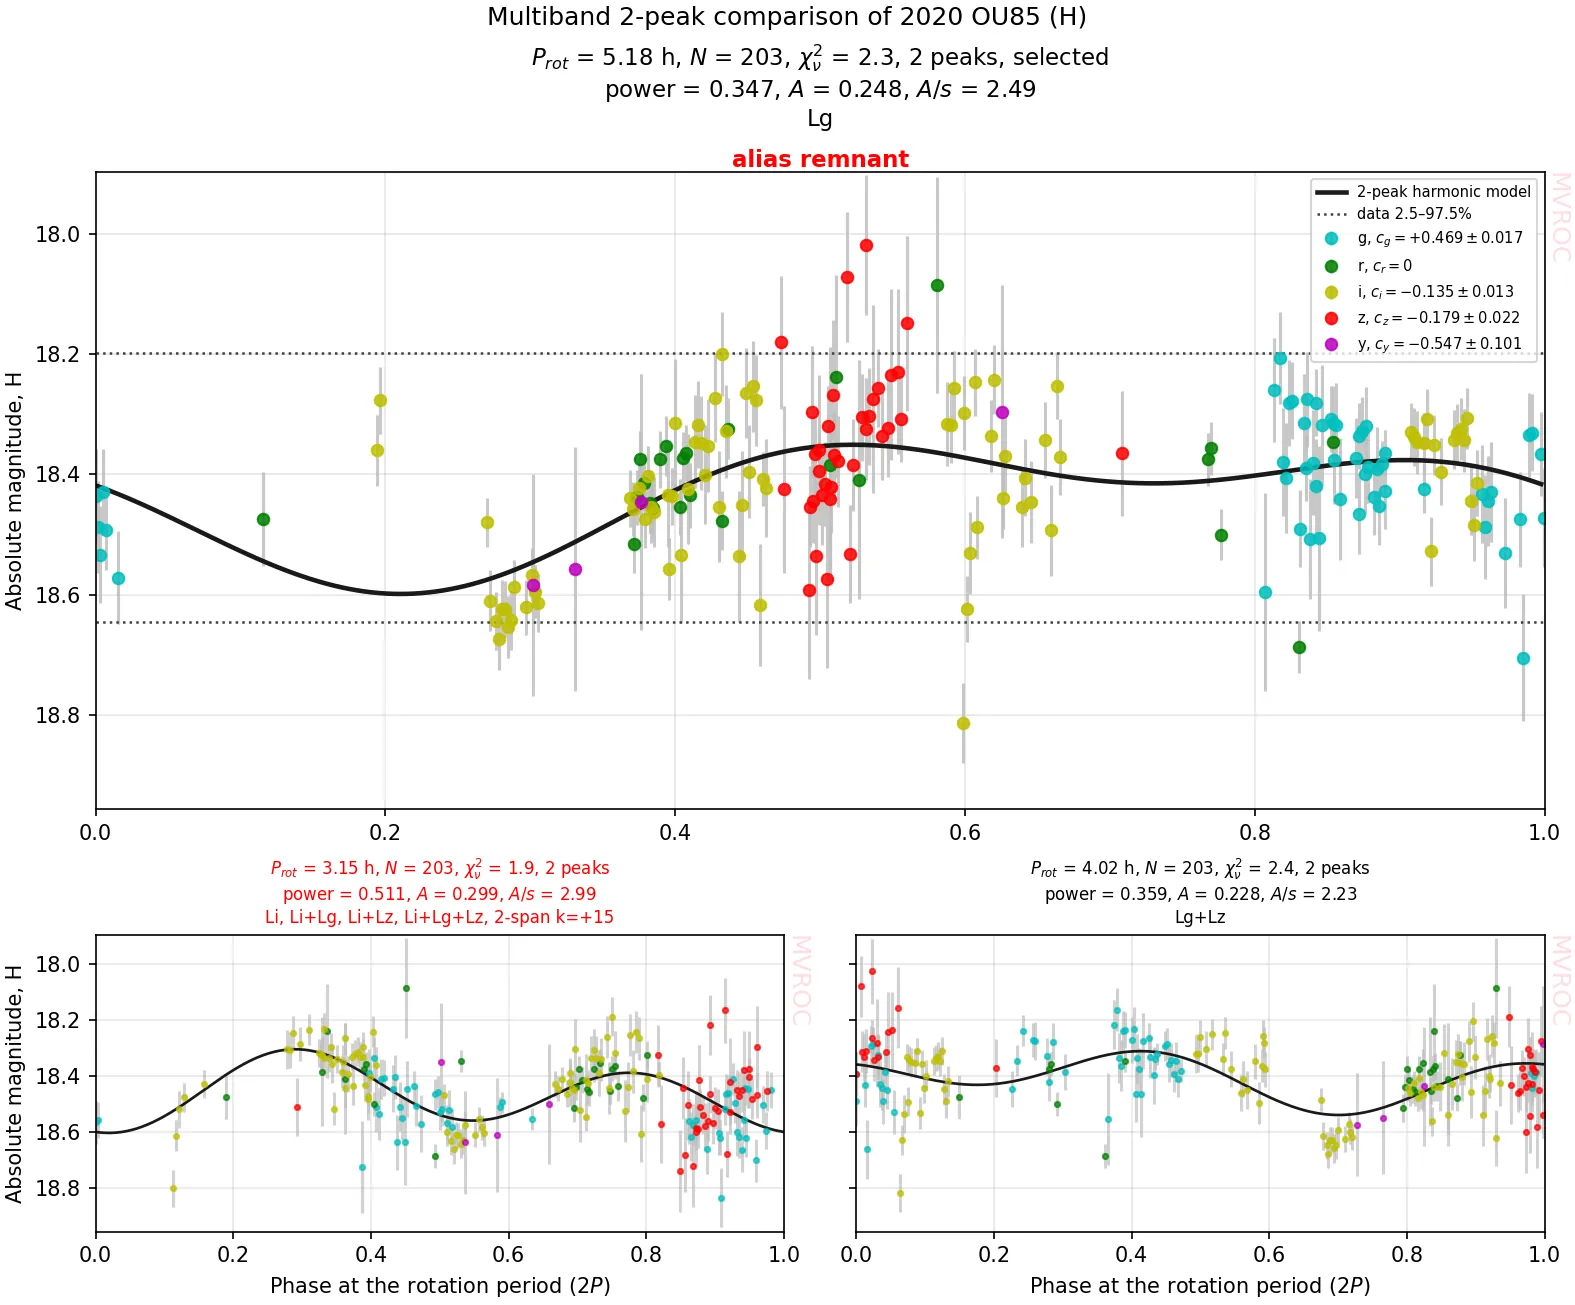 Multiband 2-peak comparison of 2020 OU85 (H)
P_rot = 5.18 h, N = 203, χ²_ν = 2.3, 2 peaks, selected
power = 0.347, A = 0.248, A/s = 2.49
Lg
alias remnant
MVROC
2-peak harmonic model
data 2.5–97.5%
g, c_g = +0.469 ± 0.017
r, c_r = 0
i, c_i = −0.135 ± 0.013
z, c_z = −0.179 ± 0.022
y, c_y = −0.547 ± 0.101
Absolute magnitude, H
18.0
18.2
18.4
18.6
18.8
0.0 0.2 0.4 0.6 0.8 1.0
P_rot = 3.15 h, N = 203, χ²_ν = 1.9, 2 peaks
power = 0.511, A = 0.299, A/s = 2.99
Li, Li+Lg, Li+Lz, Li+Lg+Lz, 2-span k=+15
MVROC
Absolute magnitude, H
18.0
18.2
18.4
18.6
18.8
0.0 0.2 0.4 0.6 0.8 1.0
Phase at the rotation period (2P)
P_rot = 4.02 h, N = 203, χ²_ν = 2.4, 2 peaks
power = 0.359, A = 0.228, A/s = 2.23
Lg+Lz
MVROC
0.0 0.2 0.4 0.6 0.8 1.0
Phase at the rotation period (2P)